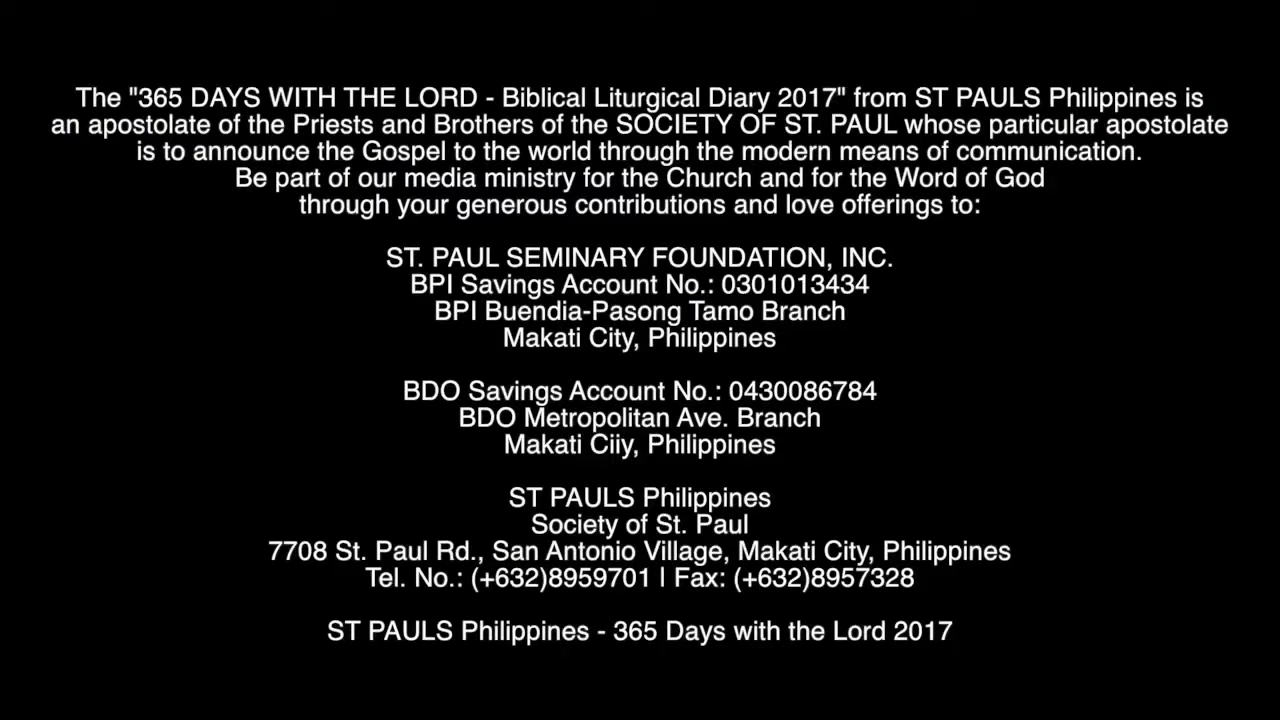 The "365 DAYS WITH THE LORD - Biblical Liturgical Diary 2017" from ST PAULS Philippines is
an apostolate of the Priests and Brothers of the SOCIETY OF ST. PAUL whose particular apostolate
is to announce the Gospel to the world through the modern means of communication.
Be part of our media ministry for the Church and for the Word of God
through your generous contributions and love offerings to:
ST. PAUL SEMINARY FOUNDATION, INC.
BPI Savings Account No.: 0301013434
BPI Buendia-Pasong Tamo Branch
Makati City, Philippines
BDO Savings Account No.: 0430086784
BDO Metropolitan Ave. Branch
Makati Ciiy, Philippines
ST PAULS Philippines
Society of St. Paul
7708 St. Paul Rd., San Antonio Village, Makati City, Philippines
Tel. No.: (+632)8959701 | Fax: (+632)8957328
ST PAULS Philippines - 365 Days with the Lord 2017